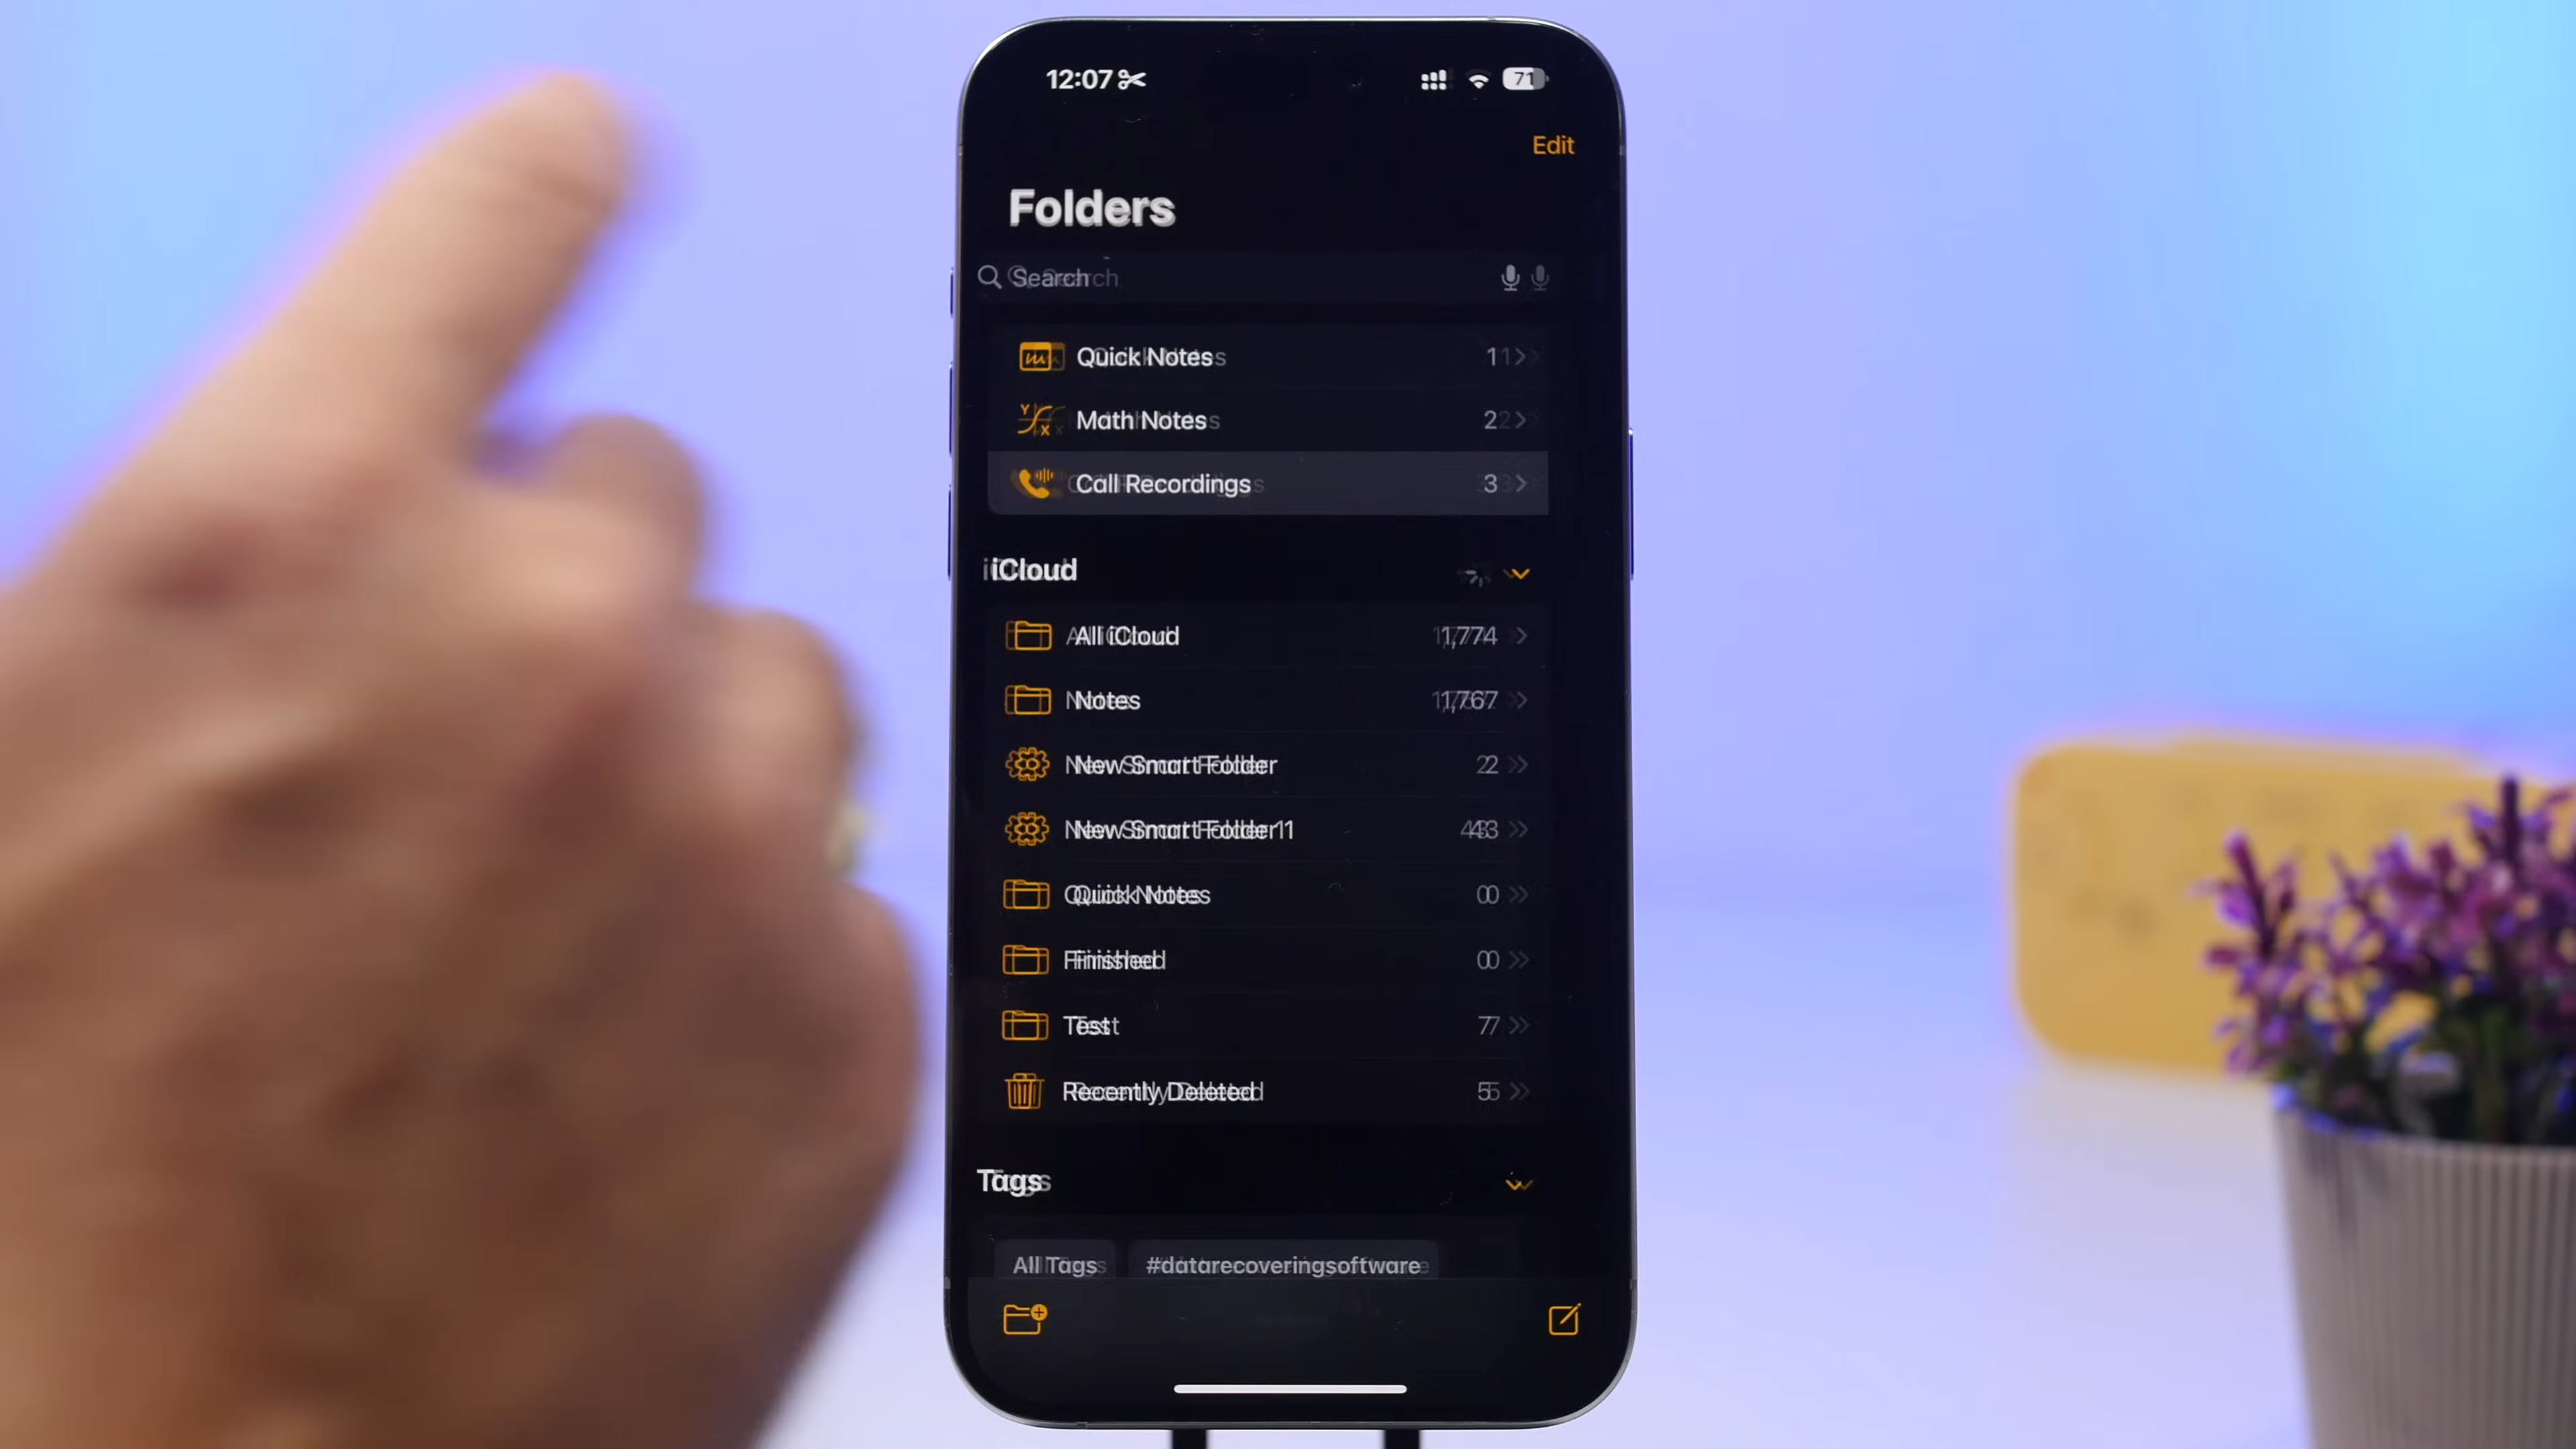 12:07
71
Edit
Folders
Search
Quick Notes 1
Math Notes 2
Call Recordings 3
iCloud
All iCloud 1,774
Notes 1,767
New Smart Folder 2
New Smart Folder 1 43
Quick Notes 0
Finished 0
Test 7
Recently Deleted 5
Tags
All Tags #datarecoveringsoftware